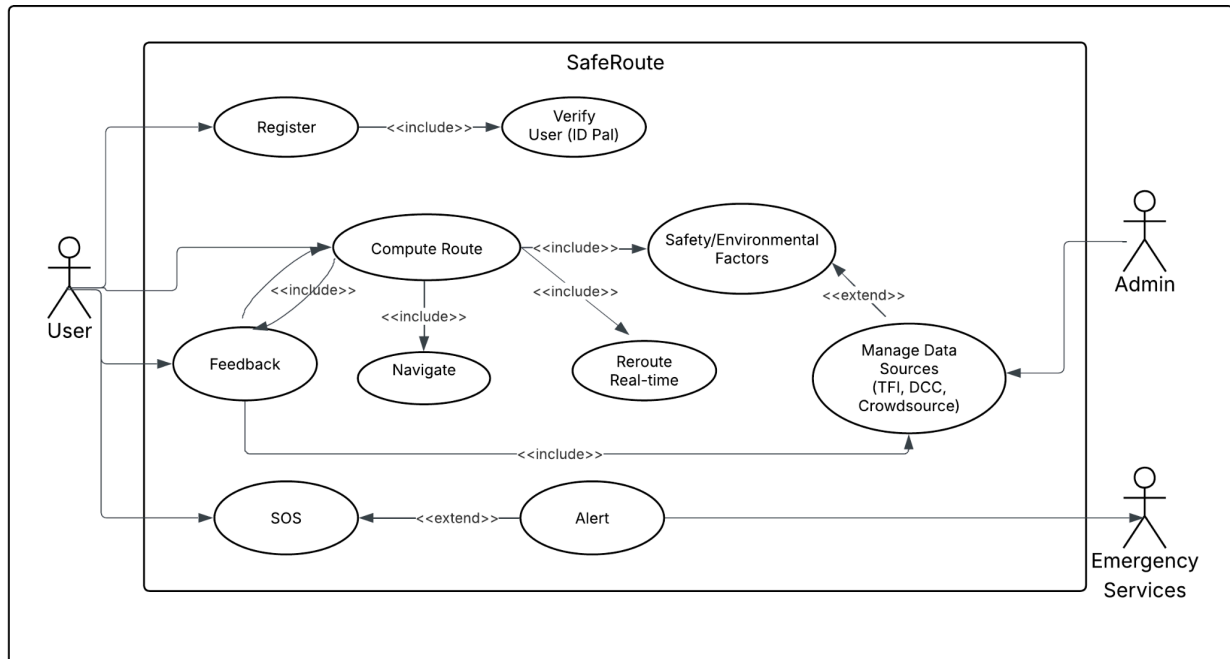 SafeRoute
Register
<<include>>
Verify
User (ID Pal)
Compute Route
<<include>>
Safety/Environmental
Factors
<<include>>
<<include>>
<<include>>
<<extend>>
User
Admin
Feedback
Navigate
Reroute
Real-time
Manage Data
Sources
(TFI, DCC,
Crowdsource)
<<include>>
SOS
<<extend>>
Alert
Emergency
Services